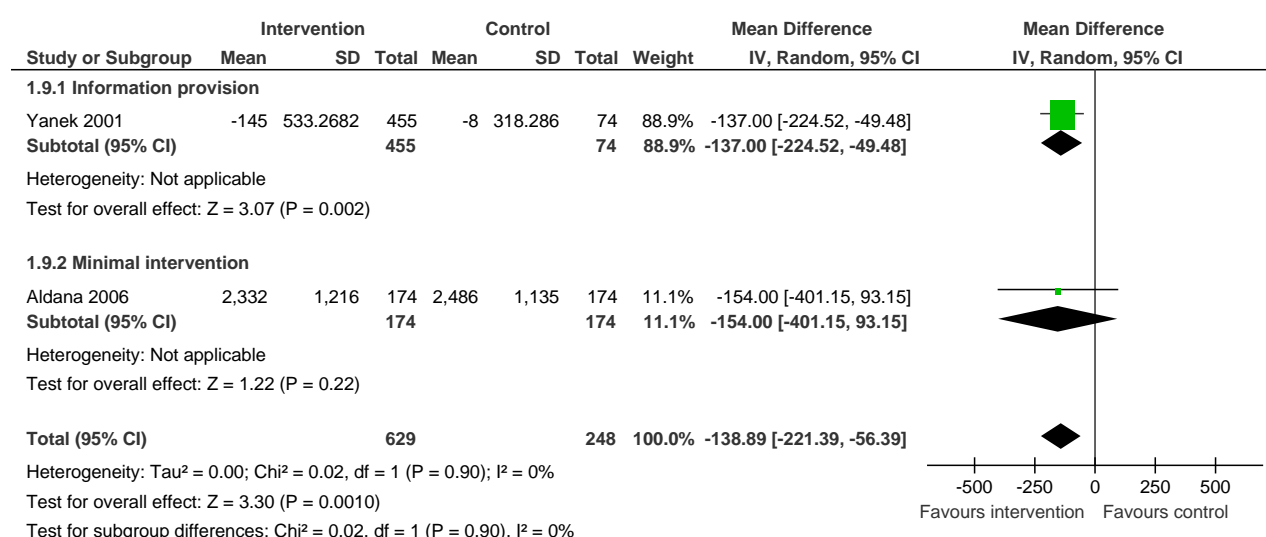 Intervention Control Mean Difference Mean Difference
Study or Subgroup Mean SD Total Mean SD Total Weight IV, Random, 95% CI IV, Random, 95% CI
1.9.1 Information provision
Yanek 2001 -145 533.2682 455 -8 318.286 74 88.9% -137.00 [-224.52, -49.48]
Subtotal (95% CI) 455 74 88.9% -137.00 [-224.52, -49.48]
Heterogeneity: Not applicable
Test for overall effect: Z = 3.07 (P = 0.002)
1.9.2 Minimal intervention
Aldana 2006 2,332 1,216 174 2,486 1,135 174 11.1% -154.00 [-401.15, 93.15]
Subtotal (95% CI) 174 174 11.1% -154.00 [-401.15, 93.15]
Heterogeneity: Not applicable
Test for overall effect: Z = 1.22 (P = 0.22)
Total (95% CI) 629 248 100.0% -138.89 [-221.39, -56.39]
Heterogeneity: Tau² = 0.00; Chi² = 0.02, df = 1 (P = 0.90); I² = 0%
Test for overall effect: Z = 3.30 (P = 0.0010)
Test for subgroup differences: Chi² = 0.02, df = 1 (P = 0.90), I² = 0%
-500 -250 0 250 500
Favours intervention Favours control